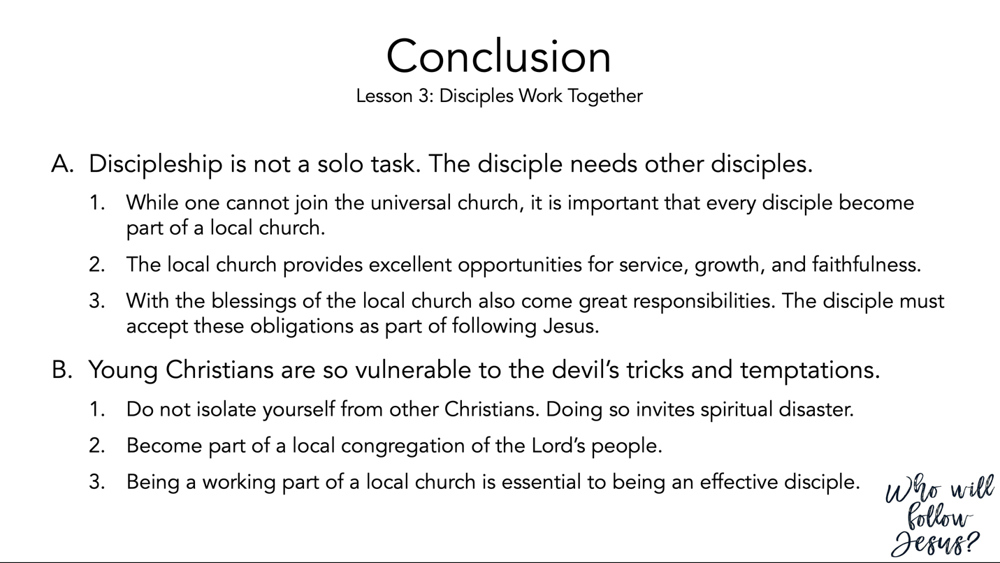 Conclusion
Lesson 3: Disciples Work Together
A. Discipleship is not a solo task. The disciple needs other disciples.
1. While one cannot join the universal church, it is important that every disciple become
part of a local church.
2. The local church provides excellent opportunities for service, growth, and faithfulness.
3. With the blessings of the local church also come great responsibilities. The disciple must
accept these obligations as part of following Jesus.
B. Young Christians are so vulnerable to the devil’s tricks and temptations.
1. Do not isolate yourself from other Christians. Doing so invites spiritual disaster.
2. Become part of a local congregation of the Lord’s people.
3. Being a working part of a local church is essential to being an effective disciple.
Who will
follow
Jesus?